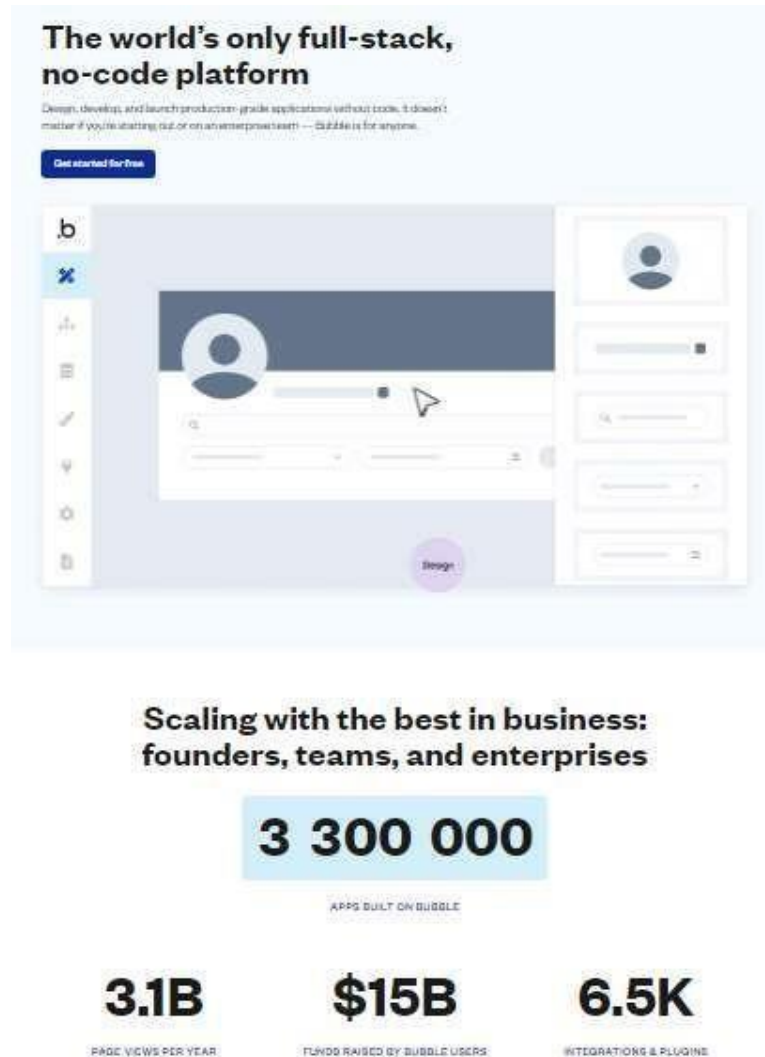 The world's only full-stack,
no-code platform
Design, develop, and launch production-grade applications without code. It doesn't
matter if you're starting out or on an enterprise team — Bubble is for anyone.
Get started for free
.b
Design
Scaling with the best in business:
founders, teams, and enterprises
3 300 000
APPS BUILT ON BUBBLE
3.1B
$15B
6.5K
PAGE VIEWS PER YEAR
FUNDS RAISED BY BUBBLE USERS
INTEGRATIONS & PLUGINS